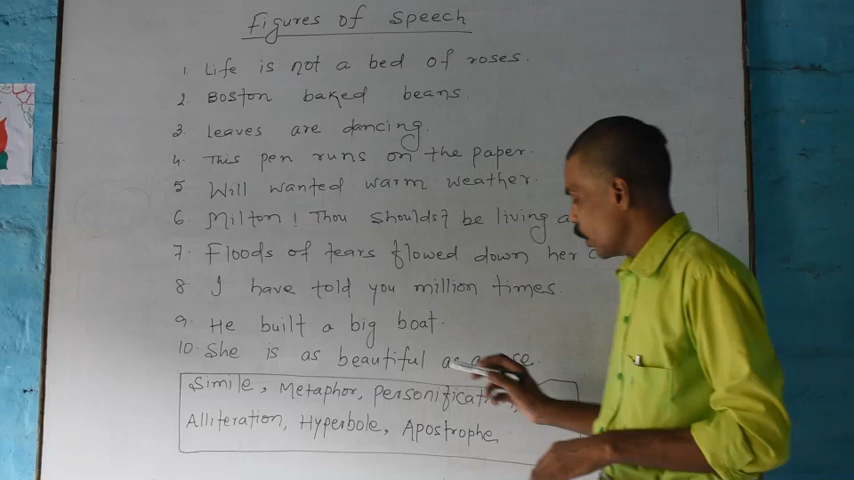 Figures of Speech
1. Life is not a bed of roses.
2. Boston baked beans
3. leaves are dancing.
4. This pen runs on the paper.
5 Will wanted warm weather.
6 Milton! Thou shouldst be living
7. Floods of tears flowed down her
8 I have told you million times.
9. He built a big boat.
10. She is as beautiful as
Simile, Metaphor, Personification,
Alliteration, Hyperbole, Apostrophe,